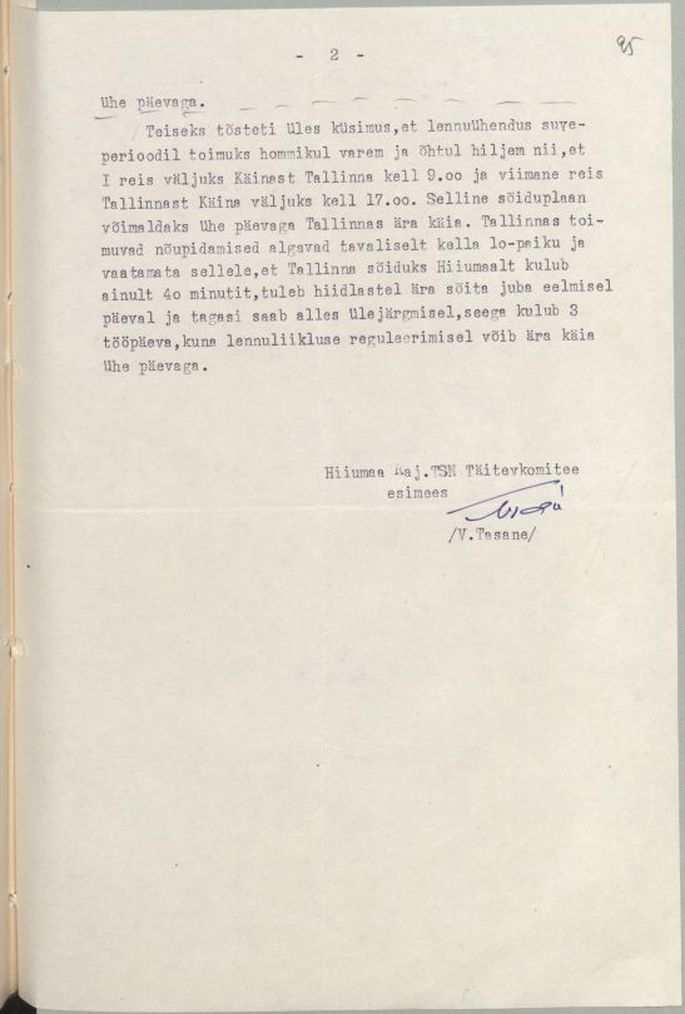 95
- 2 -
ühe päevaga.
Teiseks tõsteti üles küsimus,et lennuühendus suve-
perioodil toimuks hommikul varem ja õhtul hiljem nii,et
I reis väljuks Käinast Tallinna kell 9.oo ja viimane reis
Tallinnast Käina väljuks kell 17.oo. Selline sõiduplaan
võimaldaks ühe päevaga Tallinnas ära käia. Tallinnas toi-
muvad nõupidamised algavad tavaliselt kella lo-paiku ja
vaatamata sellele,et Tallinna sõiduks Hiiumaalt kulub
ainult 4o minutit,tuleb hiidlastel ära sõita juba eelmisel
päeval ja tagasi saab alles ülejärgmisel,seega kulub 3
tööpäeva,kuna lennuliikluse reguleerimisel võib ära käia
ühe päevaga.
Hiiumaa Raj.TSN Täitevkomitee
esimees
/V.Tasane/